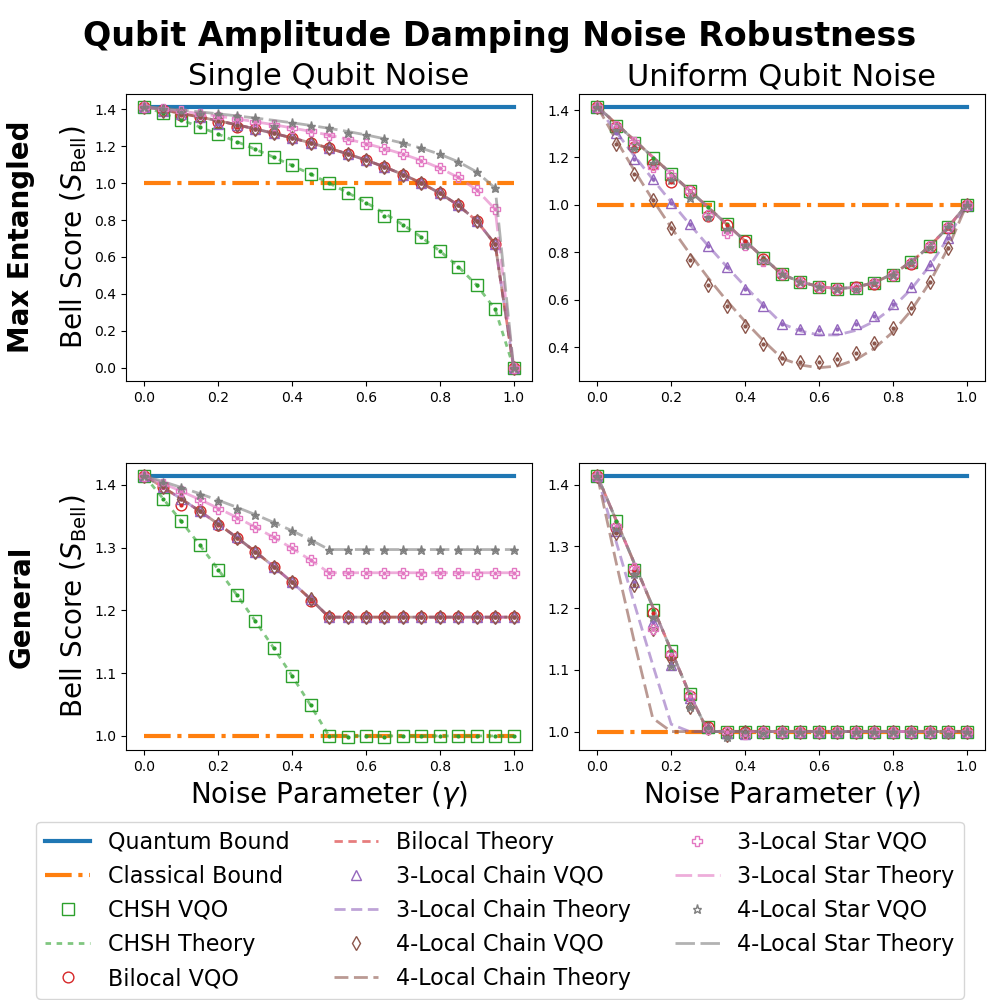 Qubit Amplitude Damping Noise Robustness
Single Qubit Noise
Uniform Qubit Noise
Max Entangled
Bell Score (S_Bell)
1.4
1.2
1.0
0.8
0.6
0.4
0.2
0.0
0.0 0.2 0.4 0.6 0.8 1.0
1.4
1.2
1.0
0.8
0.6
0.4
0.0 0.2 0.4 0.6 0.8 1.0
General
Bell Score (S_Bell)
1.4
1.3
1.2
1.1
1.0
0.0 0.2 0.4 0.6 0.8 1.0
Noise Parameter (γ)
1.4
1.3
1.2
1.1
1.0
0.0 0.2 0.4 0.6 0.8 1.0
Noise Parameter (γ)
Quantum Bound
Classical Bound
CHSH VQO
CHSH Theory
Bilocal VQO
Bilocal Theory
3-Local Chain VQO
3-Local Chain Theory
4-Local Chain VQO
4-Local Chain Theory
3-Local Star VQO
3-Local Star Theory
4-Local Star VQO
4-Local Star Theory